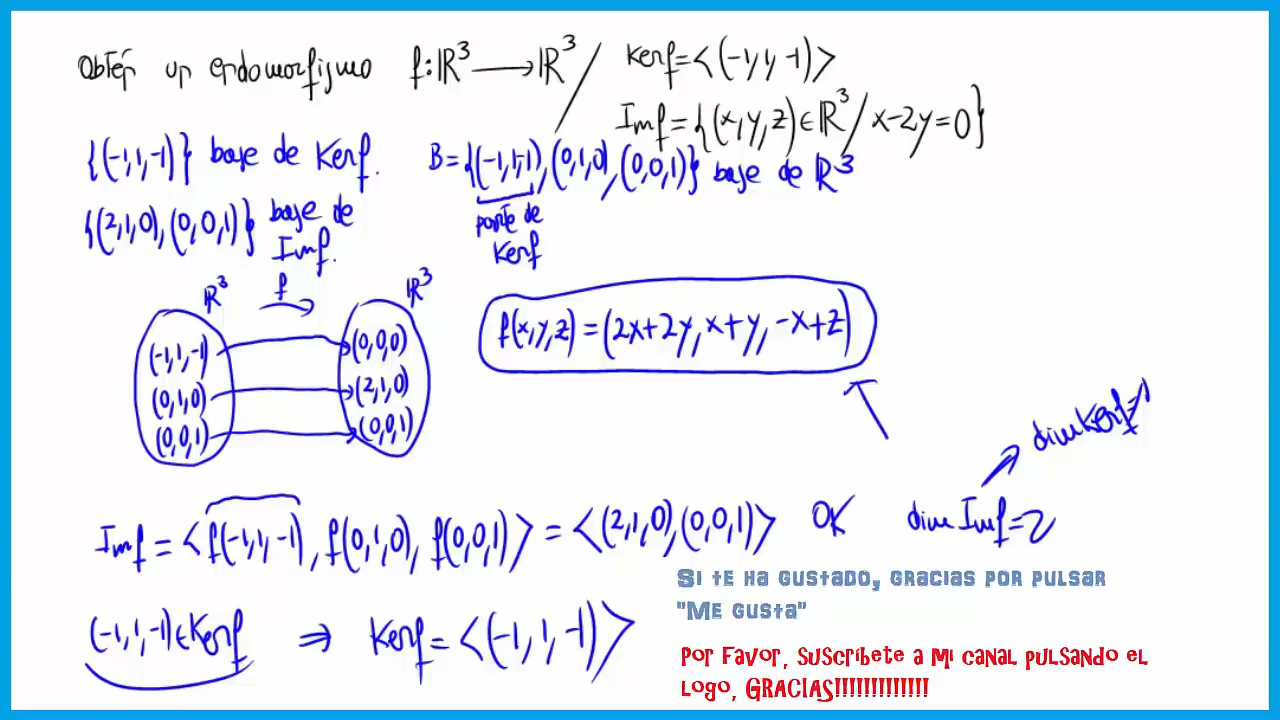 Obtén un endomorfismo f:ℝ³⟶ℝ³ / Kerf=<(-1,1,-1)>
Imf={(x,y,z)∈ℝ³/x-2y=0}
{(-1,1,-1)} base de Kerf.
B={(-1,1,-1),(0,1,0),(0,0,1)} base de ℝ³
parte de
Kerf
{(2,1,0),(0,0,1)} base de
Imf.
ℝ³ f ℝ³
(-1,1,-1) (0,0,0)
(0,1,0) (2,1,0)
(0,0,1) (0,0,1)
f(x,y,z)=(2x+2y,x+y,-x+z)
dim Kerf=1
Imf=<f(-1,1,-1),f(0,1,0),f(0,0,1)>=<(2,1,0),(0,0,1)> OK dim Imf=2
(-1,1,-1)∈Kerf ⇒ Kerf=<(-1,1,-1)>
Si te ha gustado, gracias por pulsar
"Me gusta"
Por Favor, suscríbete a mi canal pulsando el
logo, GRACIAS!!!!!!!!!!!!!